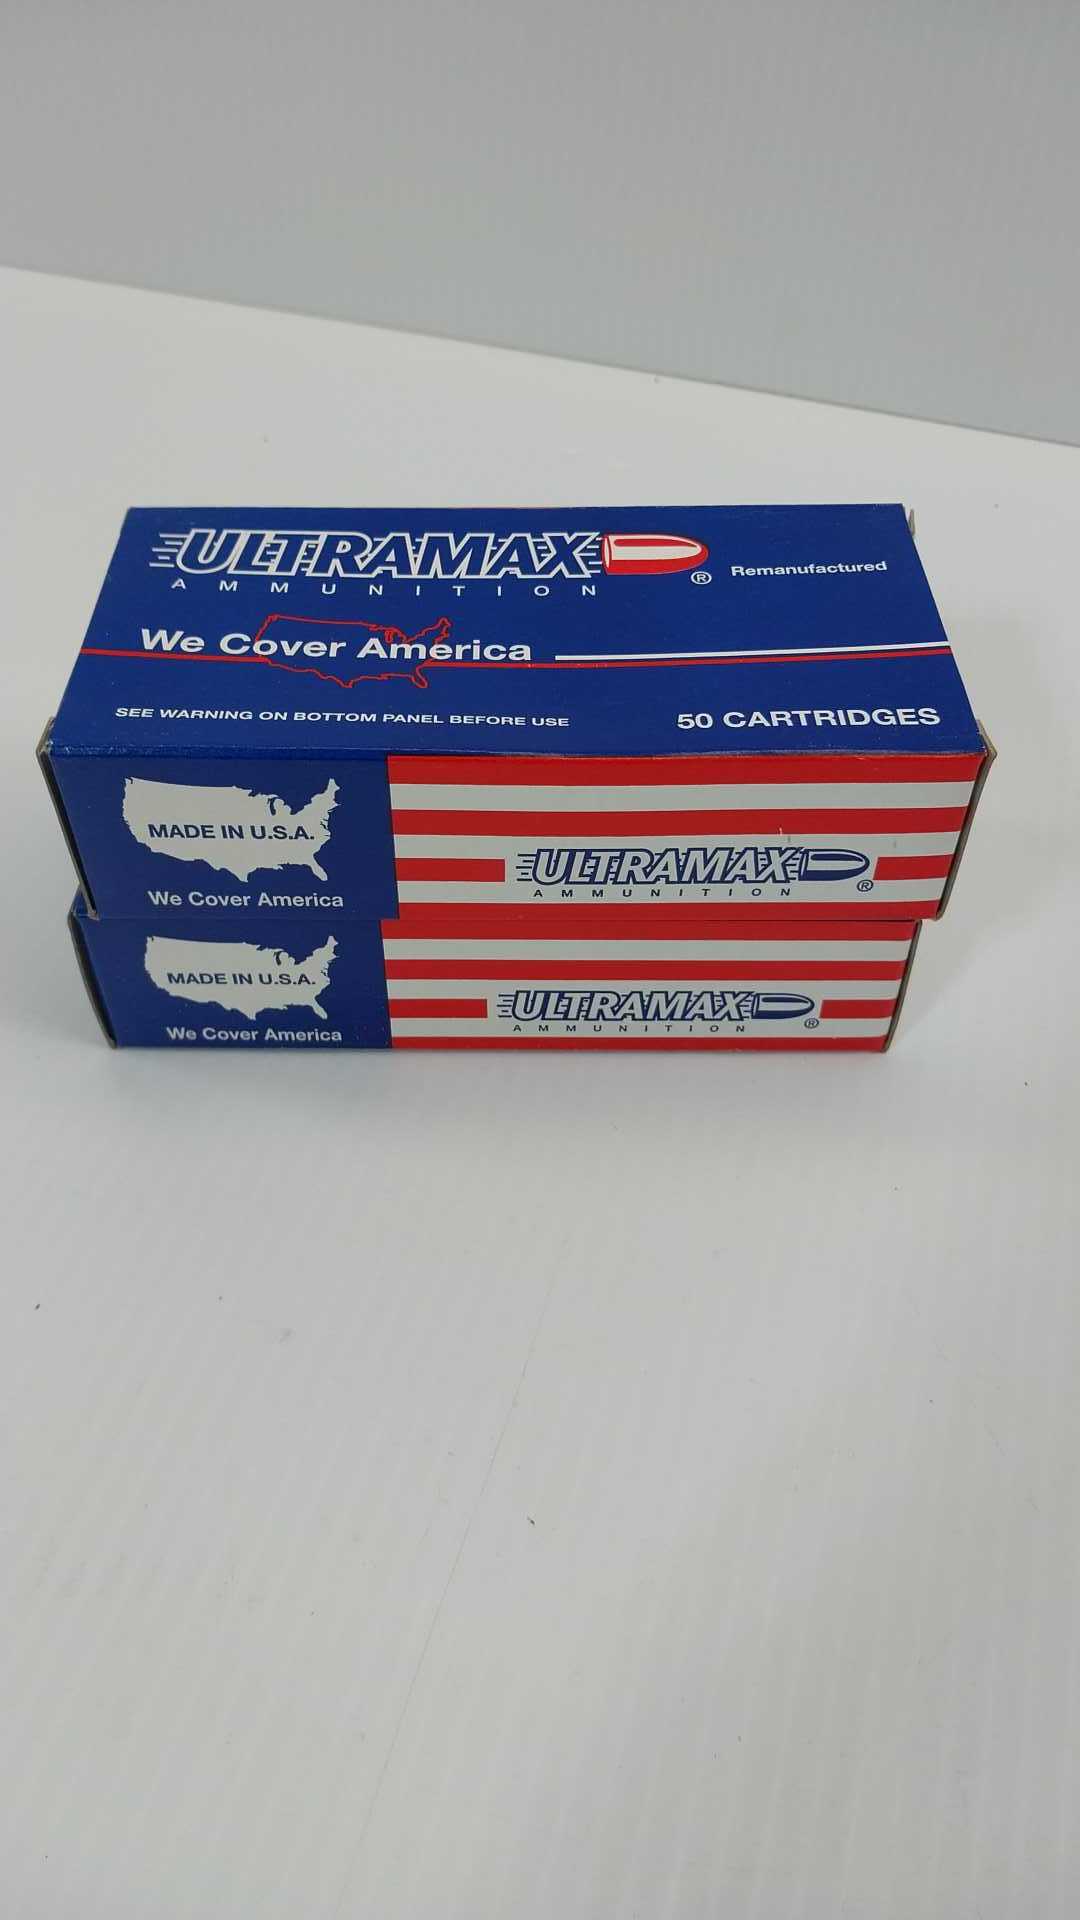 ULTRAMAX ®
AMMUNITION
Remanufactured
We Cover America
SEE WARNING ON BOTTOM PANEL BEFORE USE
50 CARTRIDGES
MADE IN U.S.A.
We Cover America
ULTRAMAX ®
AMMUNITION
MADE IN U.S.A.
We Cover America
ULTRAMAX ®
AMMUNITION